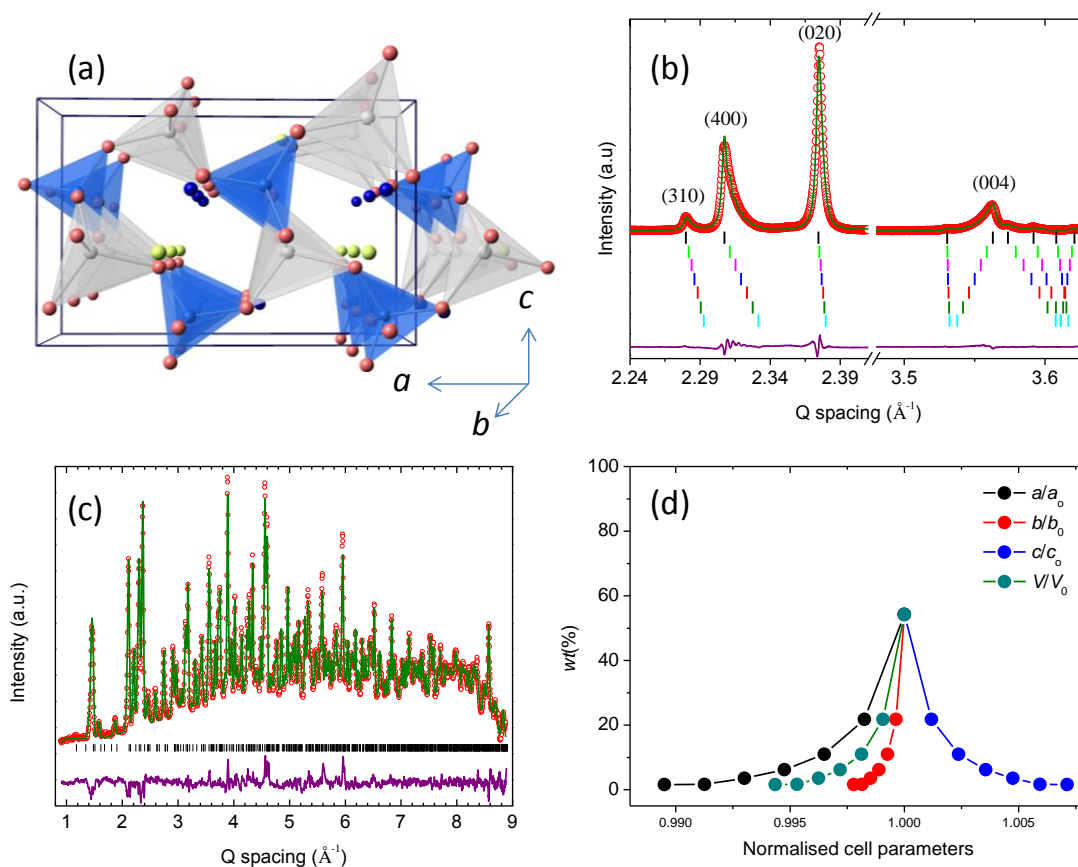 (a)
c
a
b
(b)
(020)
(400)
(310)
(004)
Intensity (a.u)
2.24 2.29 2.34 2.39 3.5 3.6
Q spacing (Å⁻¹)
(c)
Intensity (a.u.)
1 2 3 4 5 6 7 8 9
Q spacing (Å⁻¹)
(d)
100
80
60
40
20
0
wt(%)
a/aₒ
b/b₀
c/cₒ
V/V₀
0.990 0.995 1.000 1.005
Normalised cell parameters